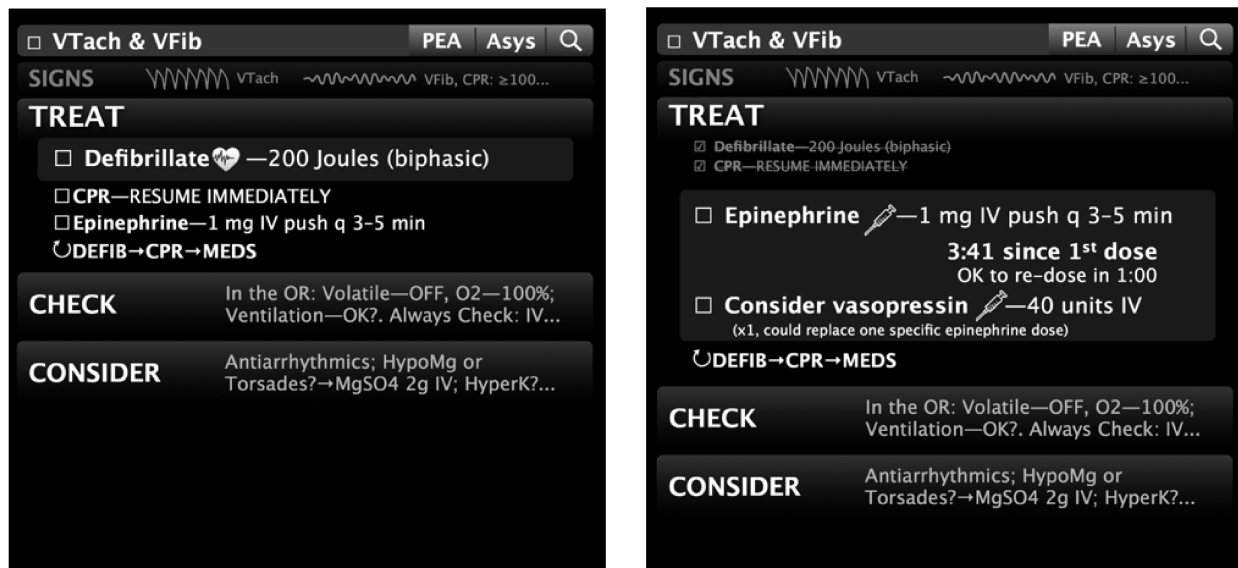 ☐ VTach & VFib PEA Asys
SIGNS VTach VFib, CPR: ≥100...
TREAT
☐ Defibrillate—200 Joules (biphasic)
☐ CPR—RESUME IMMEDIATELY
☐ Epinephrine—1 mg IV push q 3–5 min
↻DEFIB→CPR→MEDS
CHECK In the OR: Volatile—OFF, O2—100%;
Ventilation—OK?. Always Check: IV...
CONSIDER Antiarrhythmics; HypoMg or
Torsades?→MgSO4 2g IV; HyperK?...
☐ VTach & VFib PEA Asys
SIGNS VTach VFib, CPR: ≥100...
TREAT
☑ Defibrillate—200 Joules (biphasic)
☑ CPR—RESUME IMMEDIATELY
☐ Epinephrine—1 mg IV push q 3–5 min
3:41 since 1st dose
OK to re-dose in 1:00
☐ Consider vasopressin—40 units IV
(x1, could replace one specific epinephrine dose)
↻DEFIB→CPR→MEDS
CHECK In the OR: Volatile—OFF, O2—100%;
Ventilation—OK?. Always Check: IV...
CONSIDER Antiarrhythmics; HypoMg or
Torsades?→MgSO4 2g IV; HyperK?...